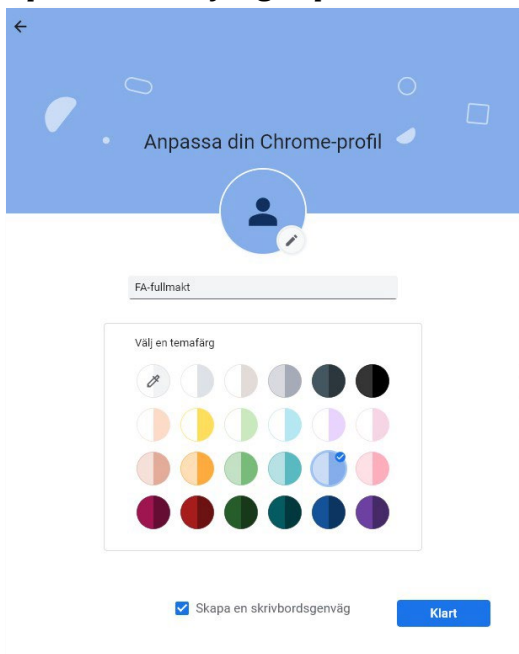 Anpassa din Chrome-profil
FA-fullmakt
Välj en temafärg
Skapa en skrivbordsgenväg
Klart